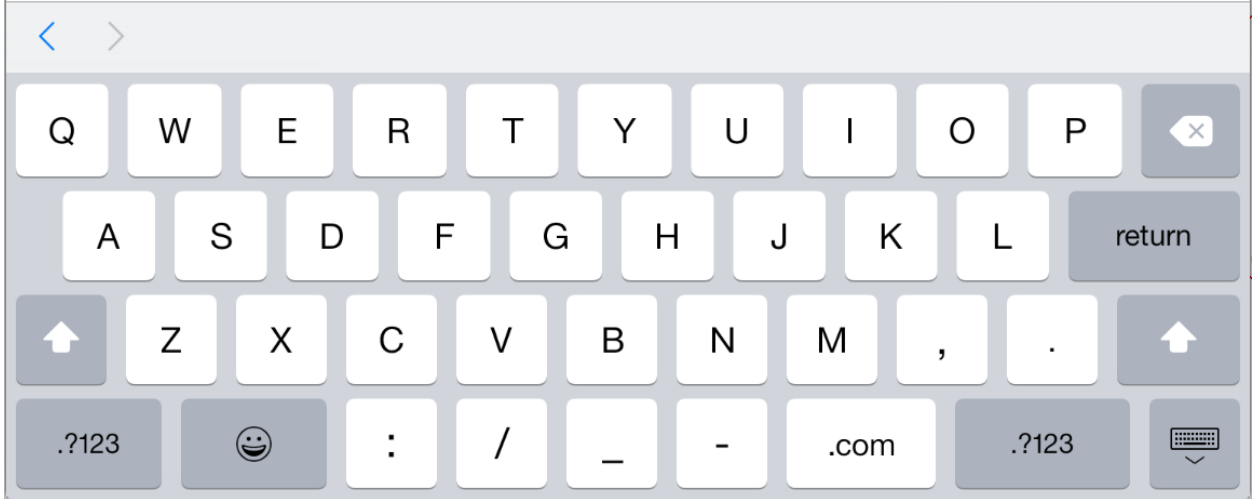 Q W E R T Y U I O P
A S D F G H J K L return
Z X C V B N M , .
.?123 : / _ - .com .?123